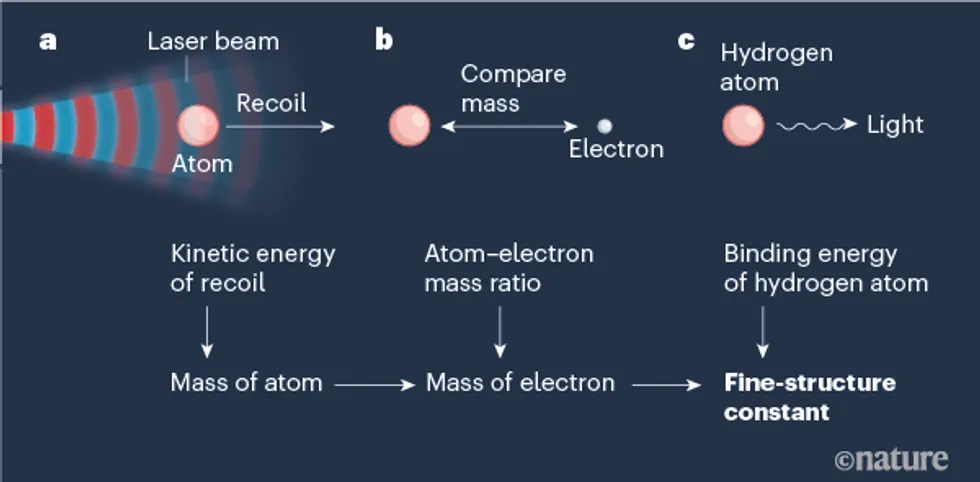 a
Laser beam
Recoil
Atom
b
Compare
mass
Electron
c
Hydrogen
atom
Light
Kinetic energy
of recoil
Atom–electron
mass ratio
Binding energy
of hydrogen atom
Mass of atom
Mass of electron
Fine-structure
constant
©nature